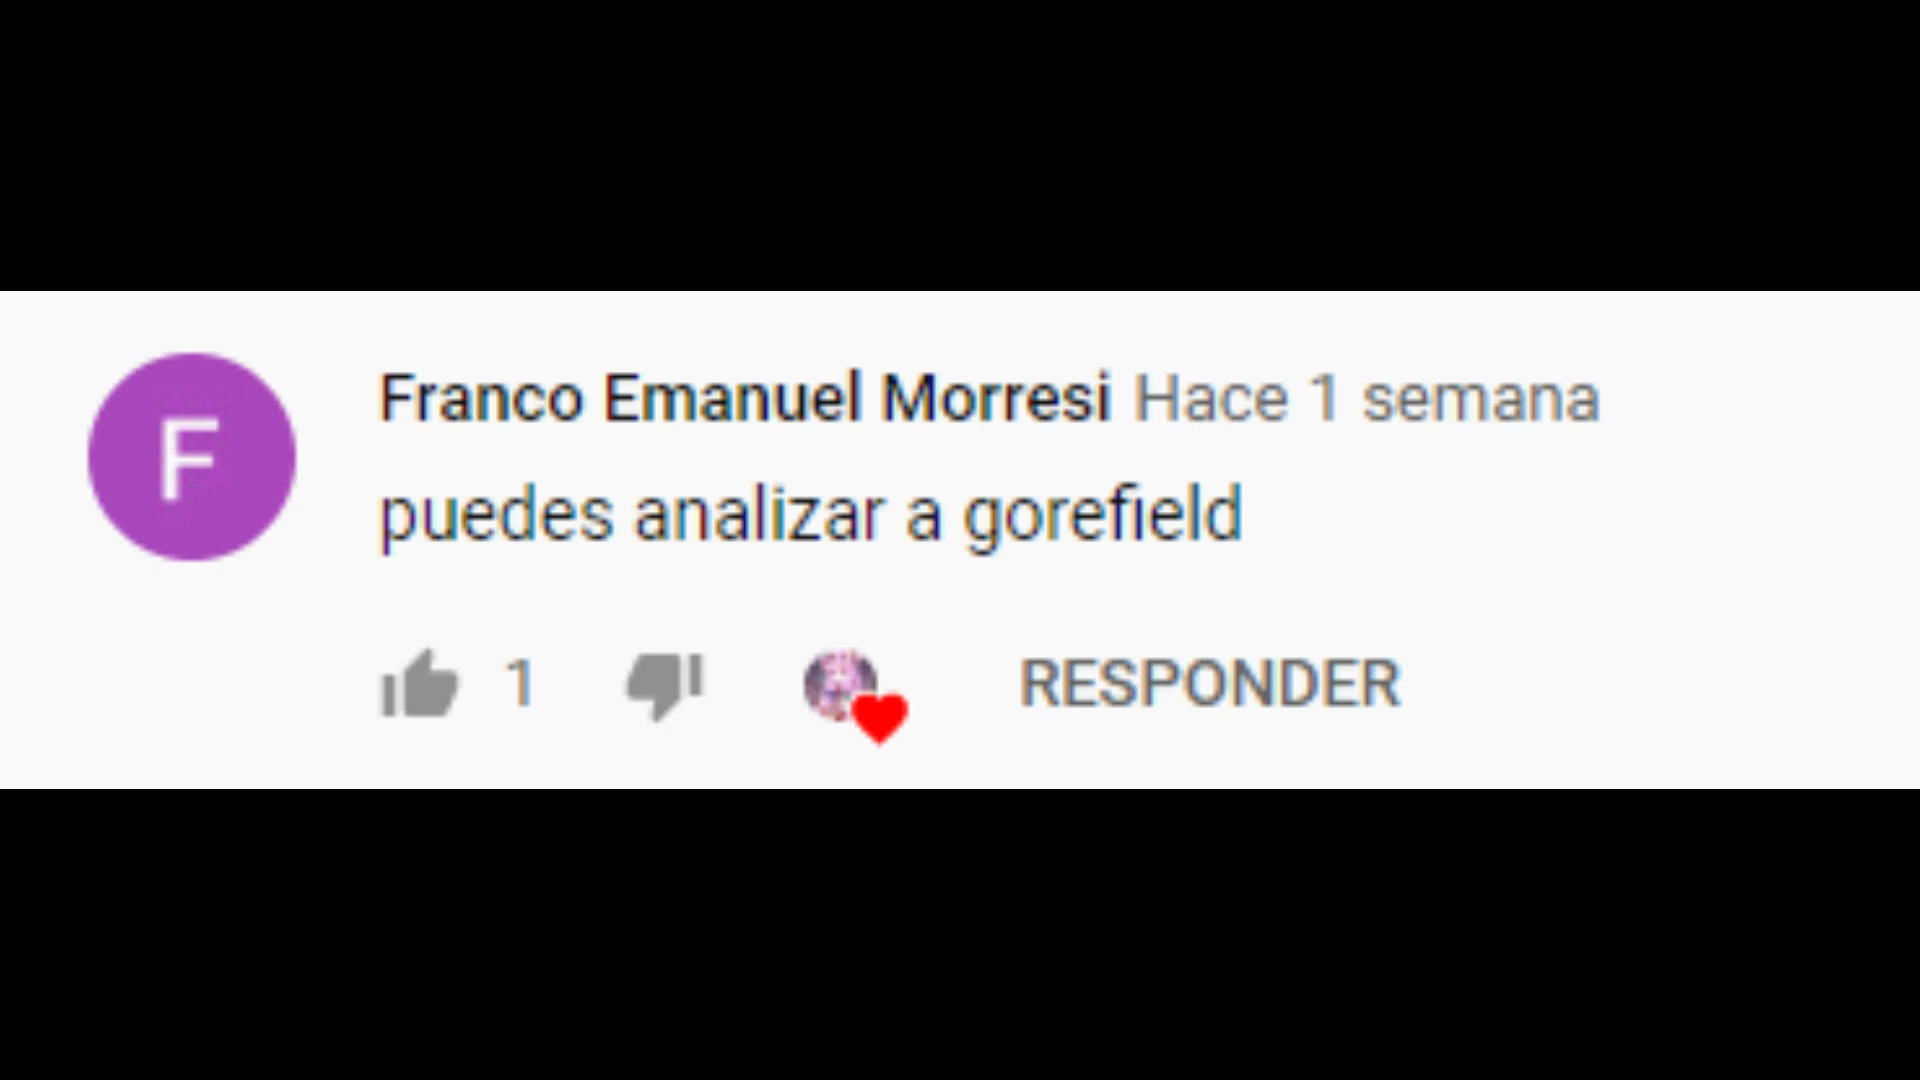 F
Franco Emanuel Morresi Hace 1 semana
puedes analizar a gorefield
1 RESPONDER